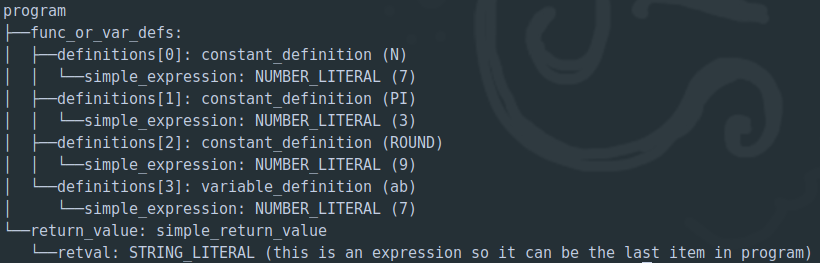 program
├──func_or_var_defs:
│  ├──definitions[0]: constant_definition (N)
│  │  └──simple_expression: NUMBER_LITERAL (7)
│  ├──definitions[1]: constant_definition (PI)
│  │  └──simple_expression: NUMBER_LITERAL (3)
│  ├──definitions[2]: constant_definition (ROUND)
│  │  └──simple_expression: NUMBER_LITERAL (9)
│  └──definitions[3]: variable_definition (ab)
│     └──simple_expression: NUMBER_LITERAL (7)
└──return_value: simple_return_value
   └──retval: STRING_LITERAL (this is an expression so it can be the last item in program)